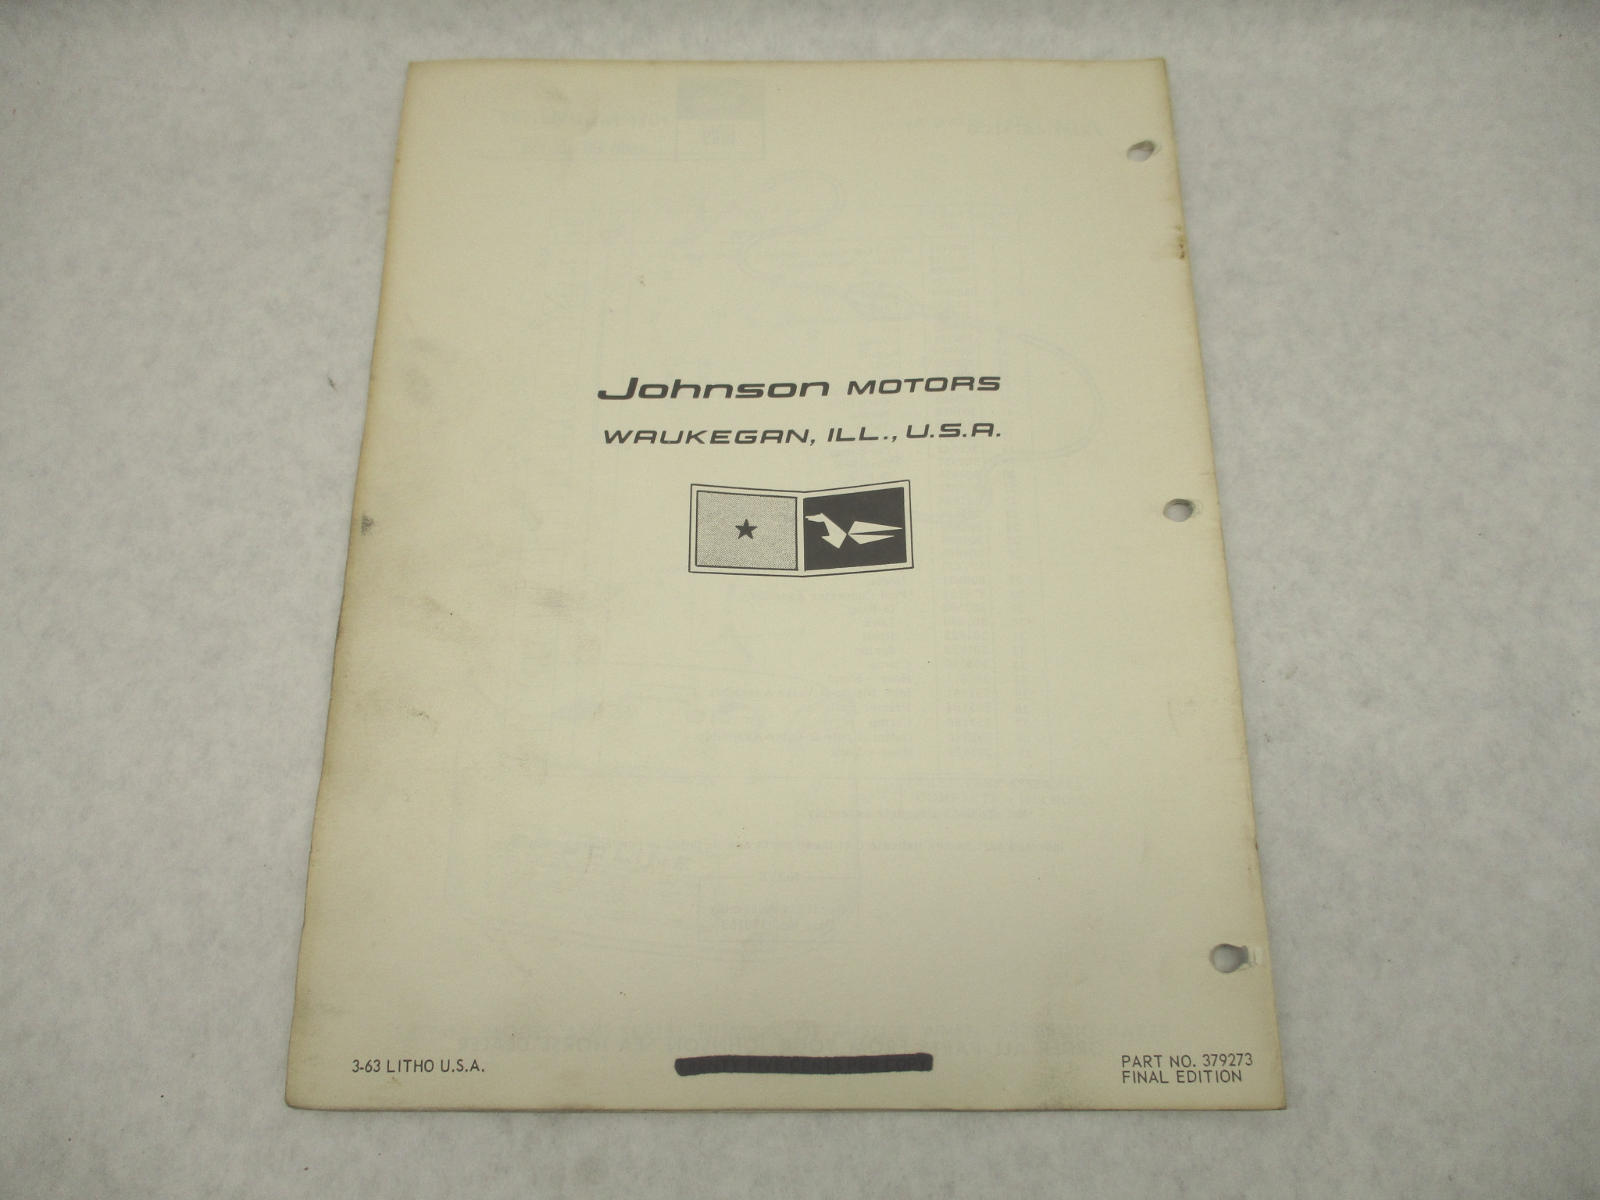 Johnson MOTORS
WAUKEGAN, ILL., U.S.A.
3-63 LITHO U.S.A.
PART NO. 379273
FINAL EDITION